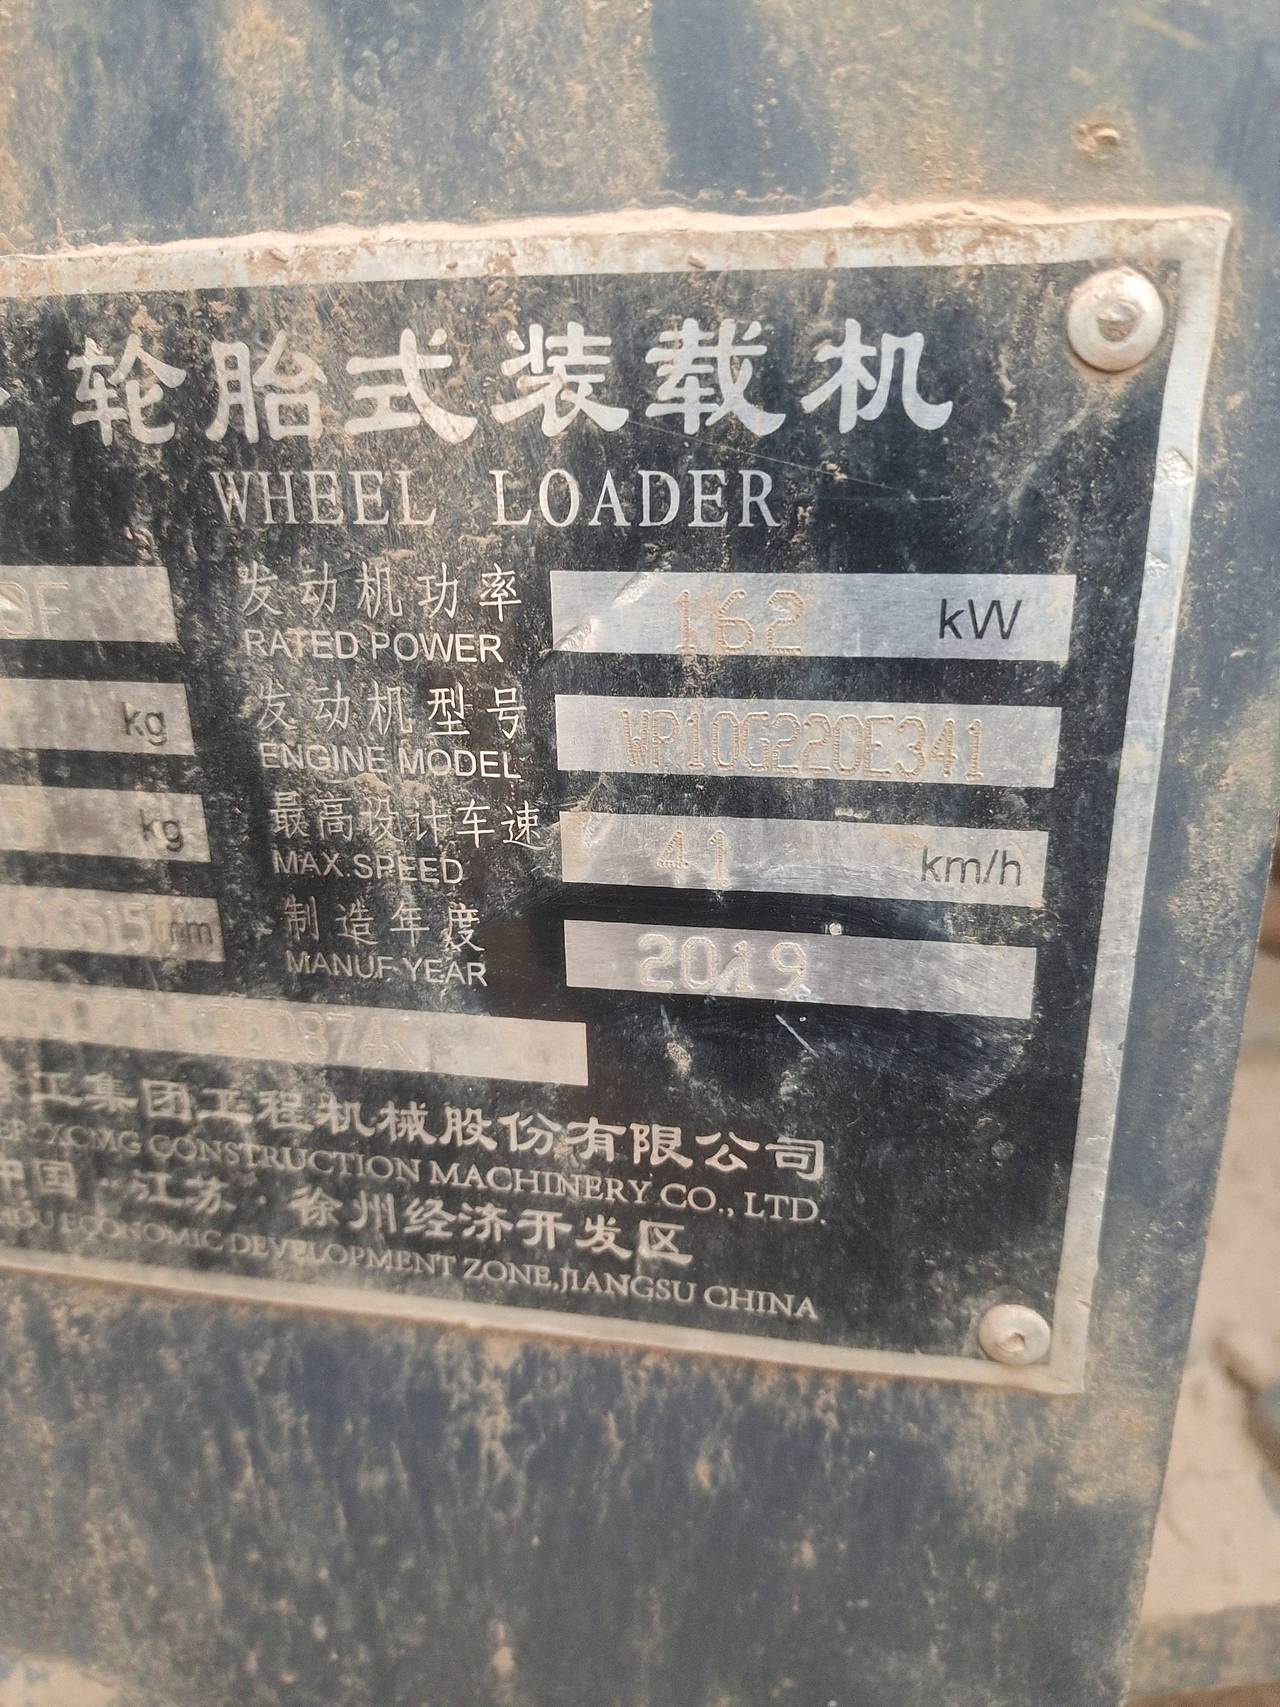 轮胎式装载机
WHEEL LOADER
发动机功率
RATED POWER
162 kW
发动机型号
ENGINE MODEL
WP10G220E341
kg
最高设计车速
MAX SPEED
41 km/h
kg
制造年度
MANUF YEAR
2019
mm
工集团工程机械股份有限公司
XCMG CONSTRUCTION MACHINERY CO., LTD.
中国·江苏·徐州经济开发区
ECONOMIC DEVELOPMENT ZONE,JIANGSU CHINA